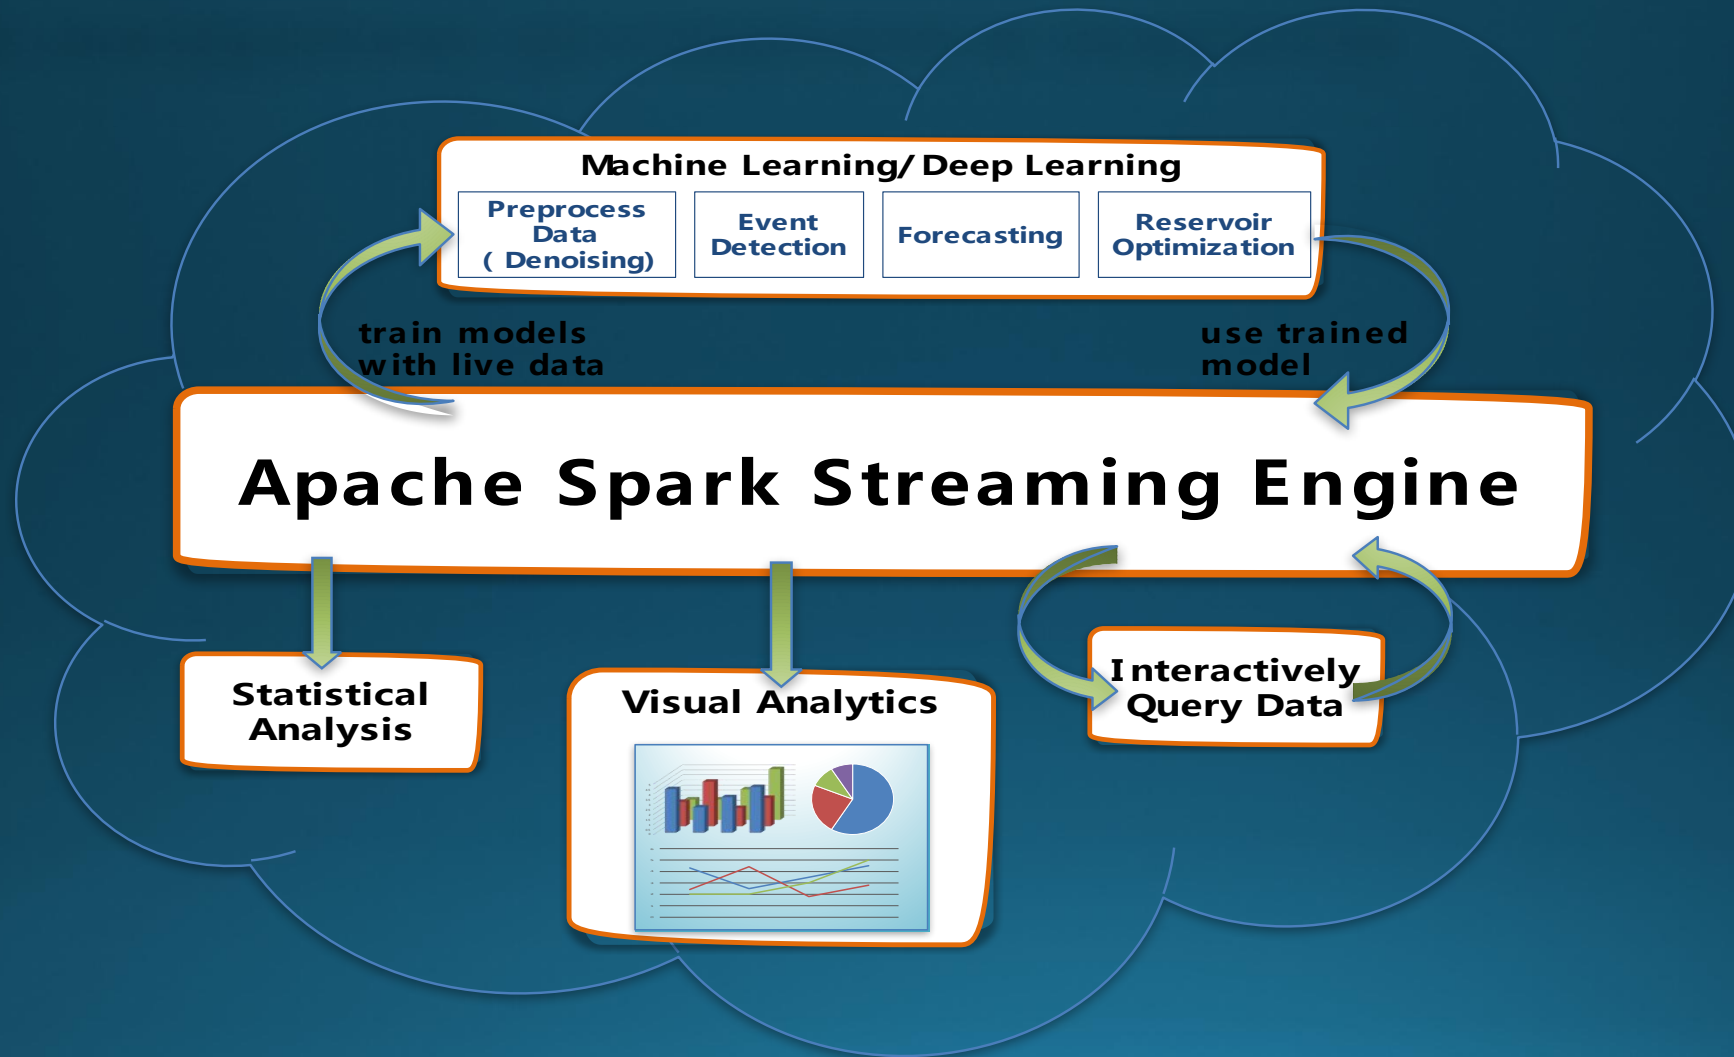 Machine Learning/Deep Learning
Preprocess
Data
( Denoising)
Event
Detection
Forecasting
Reservoir
Optimization
train models
with live data
use trained
model
Apache Spark Streaming Engine
Statistical
Analysis
Visual Analytics
Interactively
Query Data